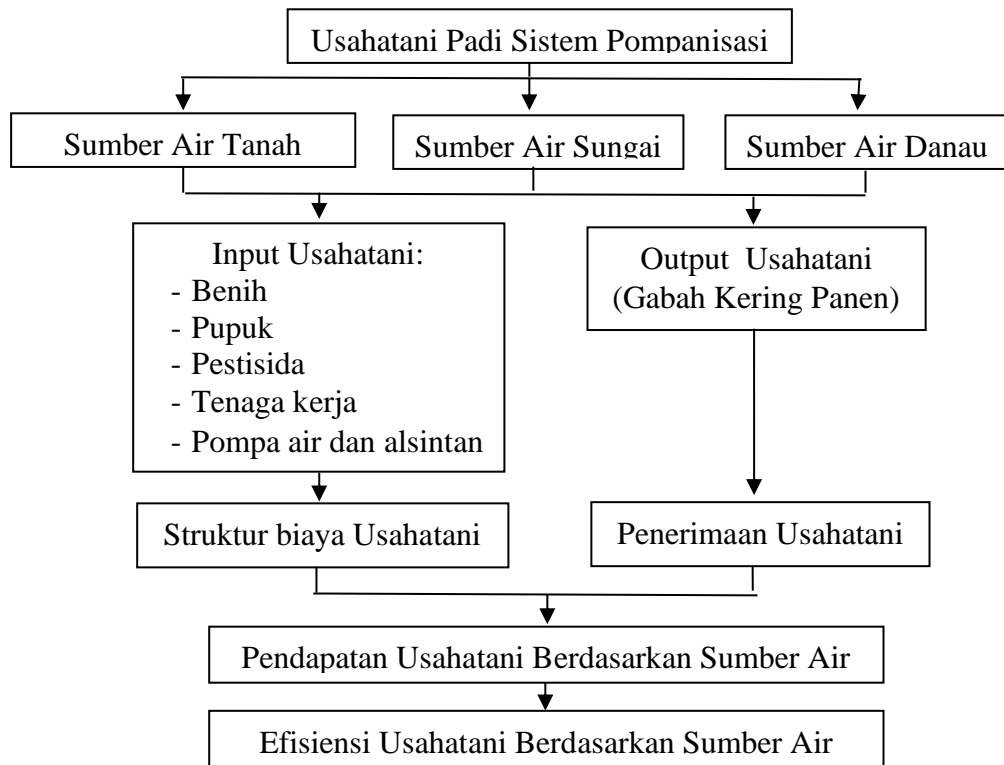 Usahatani Padi Sistem Pompanisasi
Sumber Air Tanah
Sumber Air Sungai
Sumber Air Danau
Input Usahatani:
- Benih
- Pupuk
- Pestisida
- Tenaga kerja
- Pompa air dan alsintan
Output Usahatani
(Gabah Kering Panen)
Struktur biaya Usahatani
Penerimaan Usahatani
Pendapatan Usahatani Berdasarkan Sumber Air
Efisiensi Usahatani Berdasarkan Sumber Air